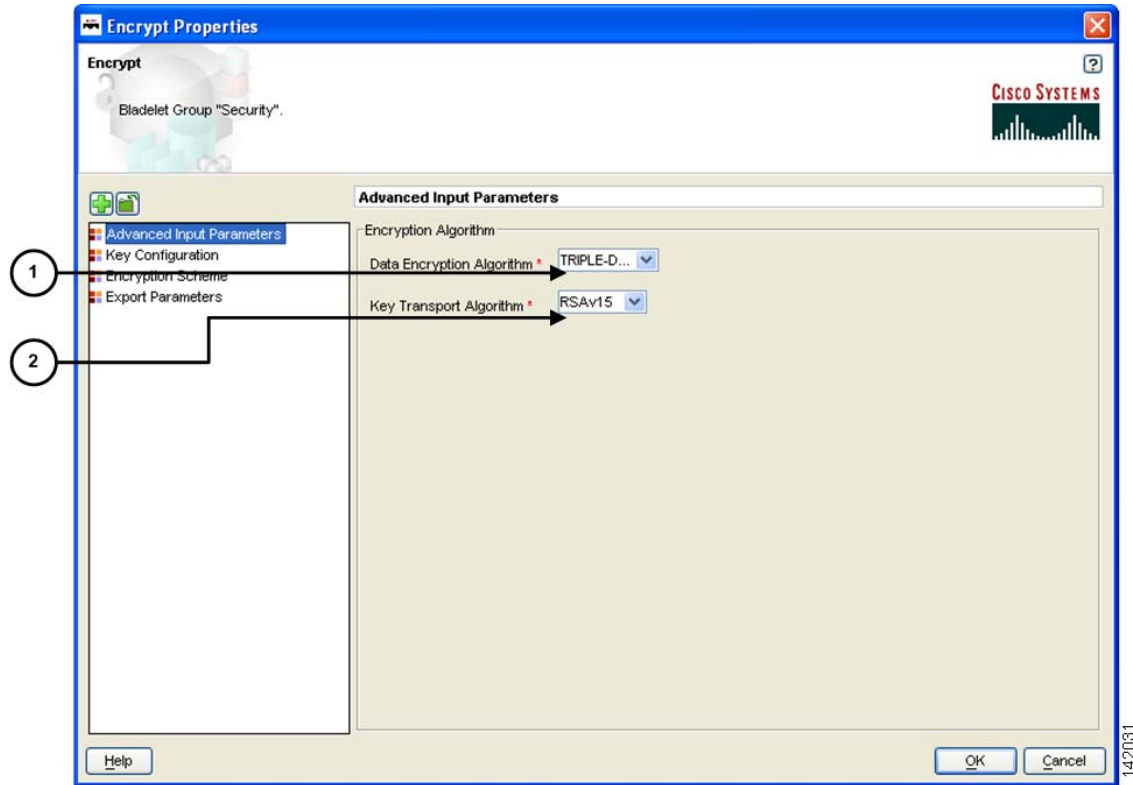 Encrypt Properties
Encrypt
Bladelet Group "Security".
CISCO SYSTEMS
Advanced Input Parameters
Advanced Input Parameters
Key Configuration
Encryption Scheme
Export Parameters
Encryption Algorithm
Data Encryption Algorithm * TRIPLE-D...
Key Transport Algorithm * RSAv15
1
2
Help
OK
Cancel
142031